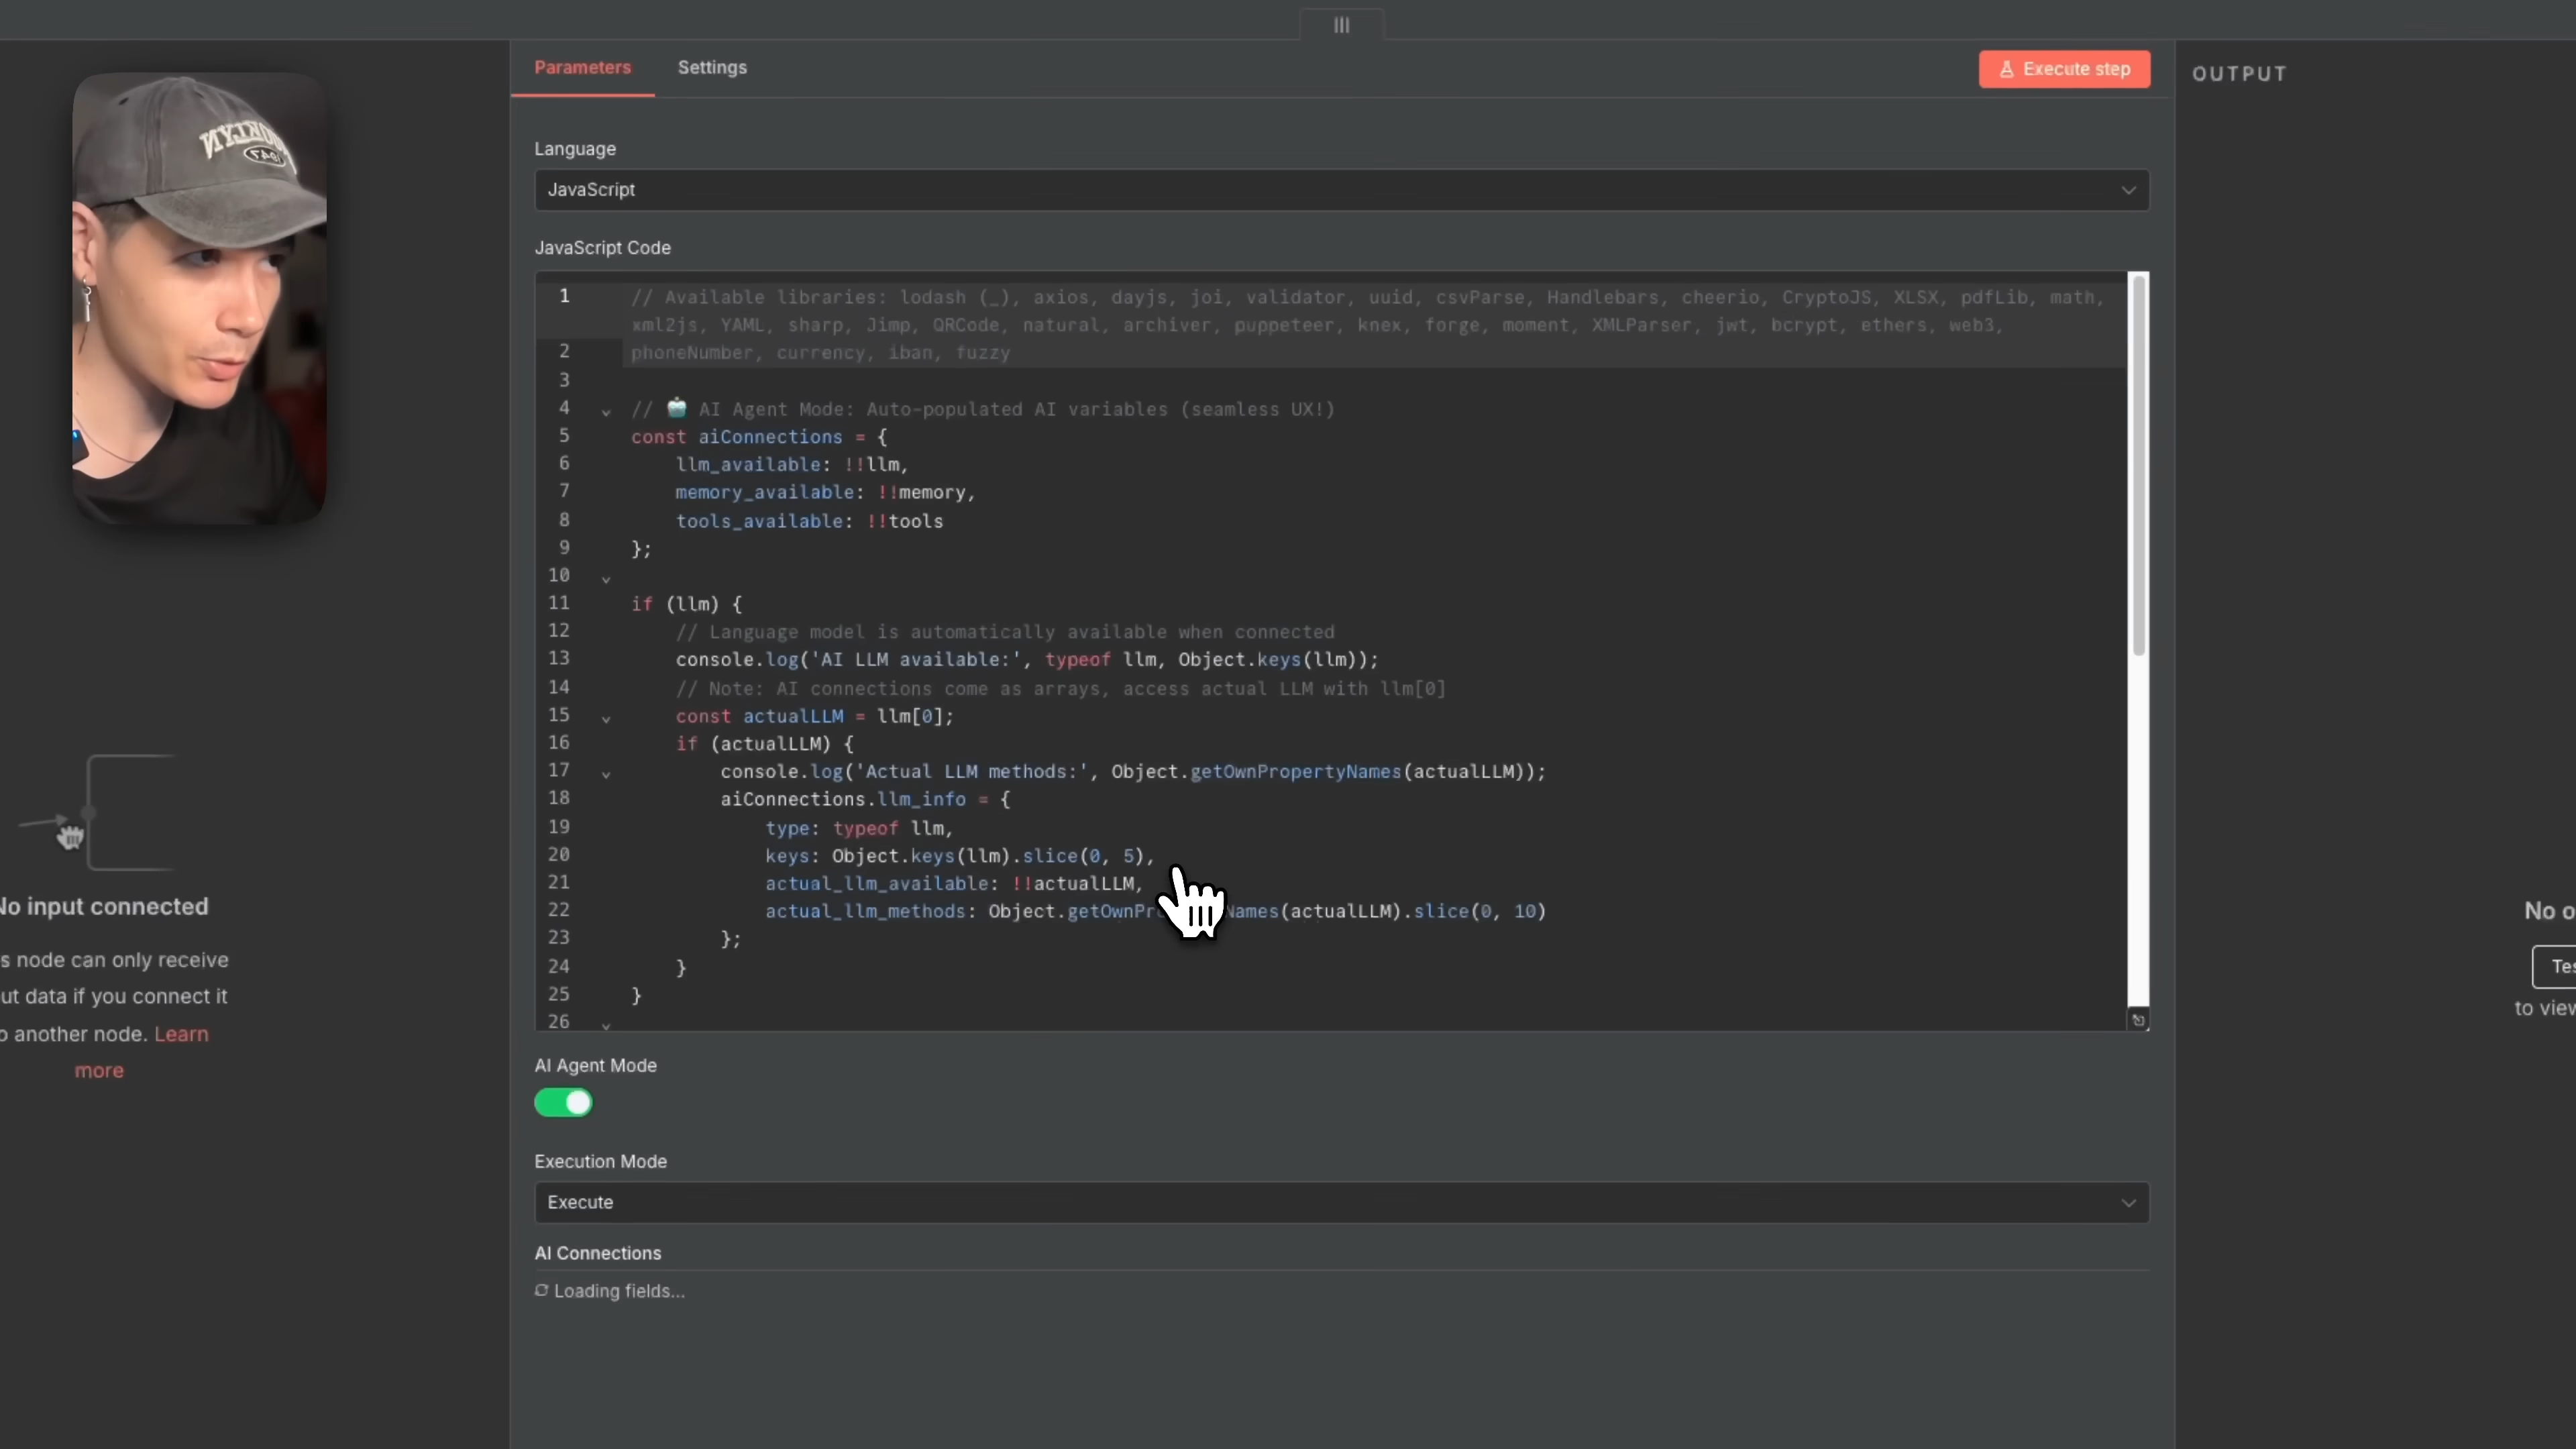 Parameters
Settings
Execute step
OUTPUT
Language
JavaScript
JavaScript Code
1
// Available libraries: lodash (_), axios, dayjs, joi, validator, uuid, csvParse, Handlebars, cheerio, CryptoJS, XLSX, pdfLib, math,
xml2js, YAML, sharp, Jimp, QRCode, natural, archiver, puppeteer, knex, forge, moment, XMLParser, jwt, bcrypt, ethers, web3,
2 phoneNumber, currency, iban, fuzzy
3
4 // 🤖 AI Agent Mode: Auto-populated AI variables (seamless UX!)
5 const aiConnections = {
6 llm_available: !!llm,
7 memory_available: !!memory,
8 tools_available: !!tools
9 };
10
11 if (llm) {
12 // Language model is automatically available when connected
13 console.log('AI LLM available:', typeof llm, Object.keys(llm));
14 // Note: AI connections come as arrays, access actual LLM with llm[0]
15 const actualLLM = llm[0];
16 if (actualLLM) {
17 console.log('Actual LLM methods:', Object.getOwnPropertyNames(actualLLM));
18 aiConnections.llm_info = {
19 type: typeof llm,
20 keys: Object.keys(llm).slice(0, 5),
21 actual_llm_available: !!actualLLM,
22 actual_llm_methods: Object.getOwnPr Names(actualLLM).slice(0, 10)
23 };
24 }
25 }
26
AI Agent Mode
Execution Mode
Execute
AI Connections
Loading fields...
No input connected
s node can only receive
ut data if you connect it
o another node. Learn
more
No o
Tes
to view